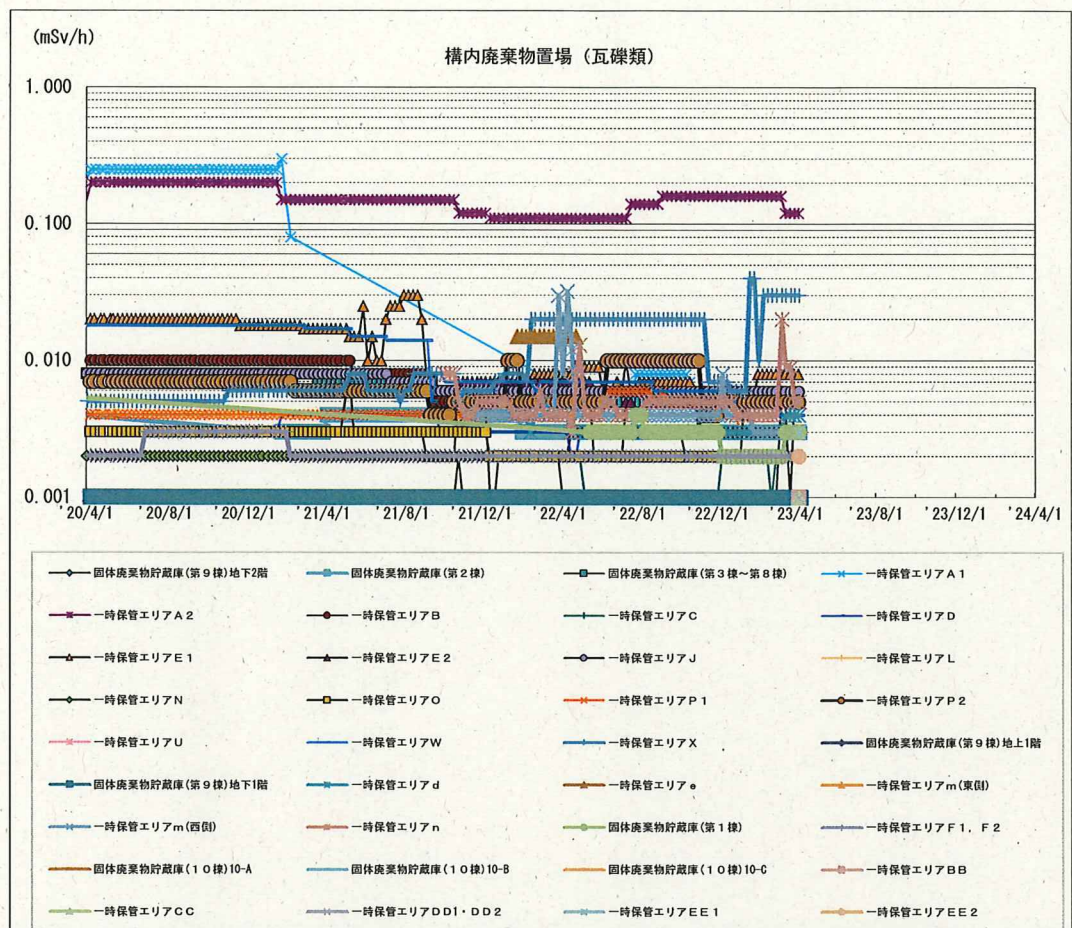 (mSv/h)
構内廃棄物置場（瓦礫類）
1.000
0.100
0.010
0.001
'20/4/1 '20/8/1 '20/12/1 '21/4/1 '21/8/1 '21/12/1 '22/4/1 '22/8/1 '22/12/1 '23/4/1 '23/8/1 '23/12/1 '24/4/1
固体廃棄物貯蔵庫(第９棟)地下2階 固体廃棄物貯蔵庫(第２棟) 固体廃棄物貯蔵庫(第３棟～第８棟) 一時保管エリアＡ１
一時保管エリアＡ２ 一時保管エリアＢ 一時保管エリアＣ 一時保管エリアＤ
一時保管エリアＥ１ 一時保管エリアＥ２ 一時保管エリアＪ 一時保管エリアＬ
一時保管エリアＮ 一時保管エリアＯ 一時保管エリアＰ１ 一時保管エリアＰ２
一時保管エリアＵ 一時保管エリアＷ 一時保管エリアＸ 固体廃棄物貯蔵庫(第９棟)地上1階
固体廃棄物貯蔵庫(第９棟)地下1階 一時保管エリアｄ 一時保管エリアｅ 一時保管エリアｍ(東側)
一時保管エリアｍ(西側) 一時保管エリアｎ 固体廃棄物貯蔵庫(第１棟) 一時保管エリアＦ１，Ｆ２
固体廃棄物貯蔵庫(１０棟)10-A 固体廃棄物貯蔵庫(１０棟)10-B 固体廃棄物貯蔵庫(１０棟)10-C 一時保管エリアＢＢ
一時保管エリアＣＣ 一時保管エリアＤＤ１・ＤＤ２ 一時保管エリアＥＥ１ 一時保管エリアＥＥ２